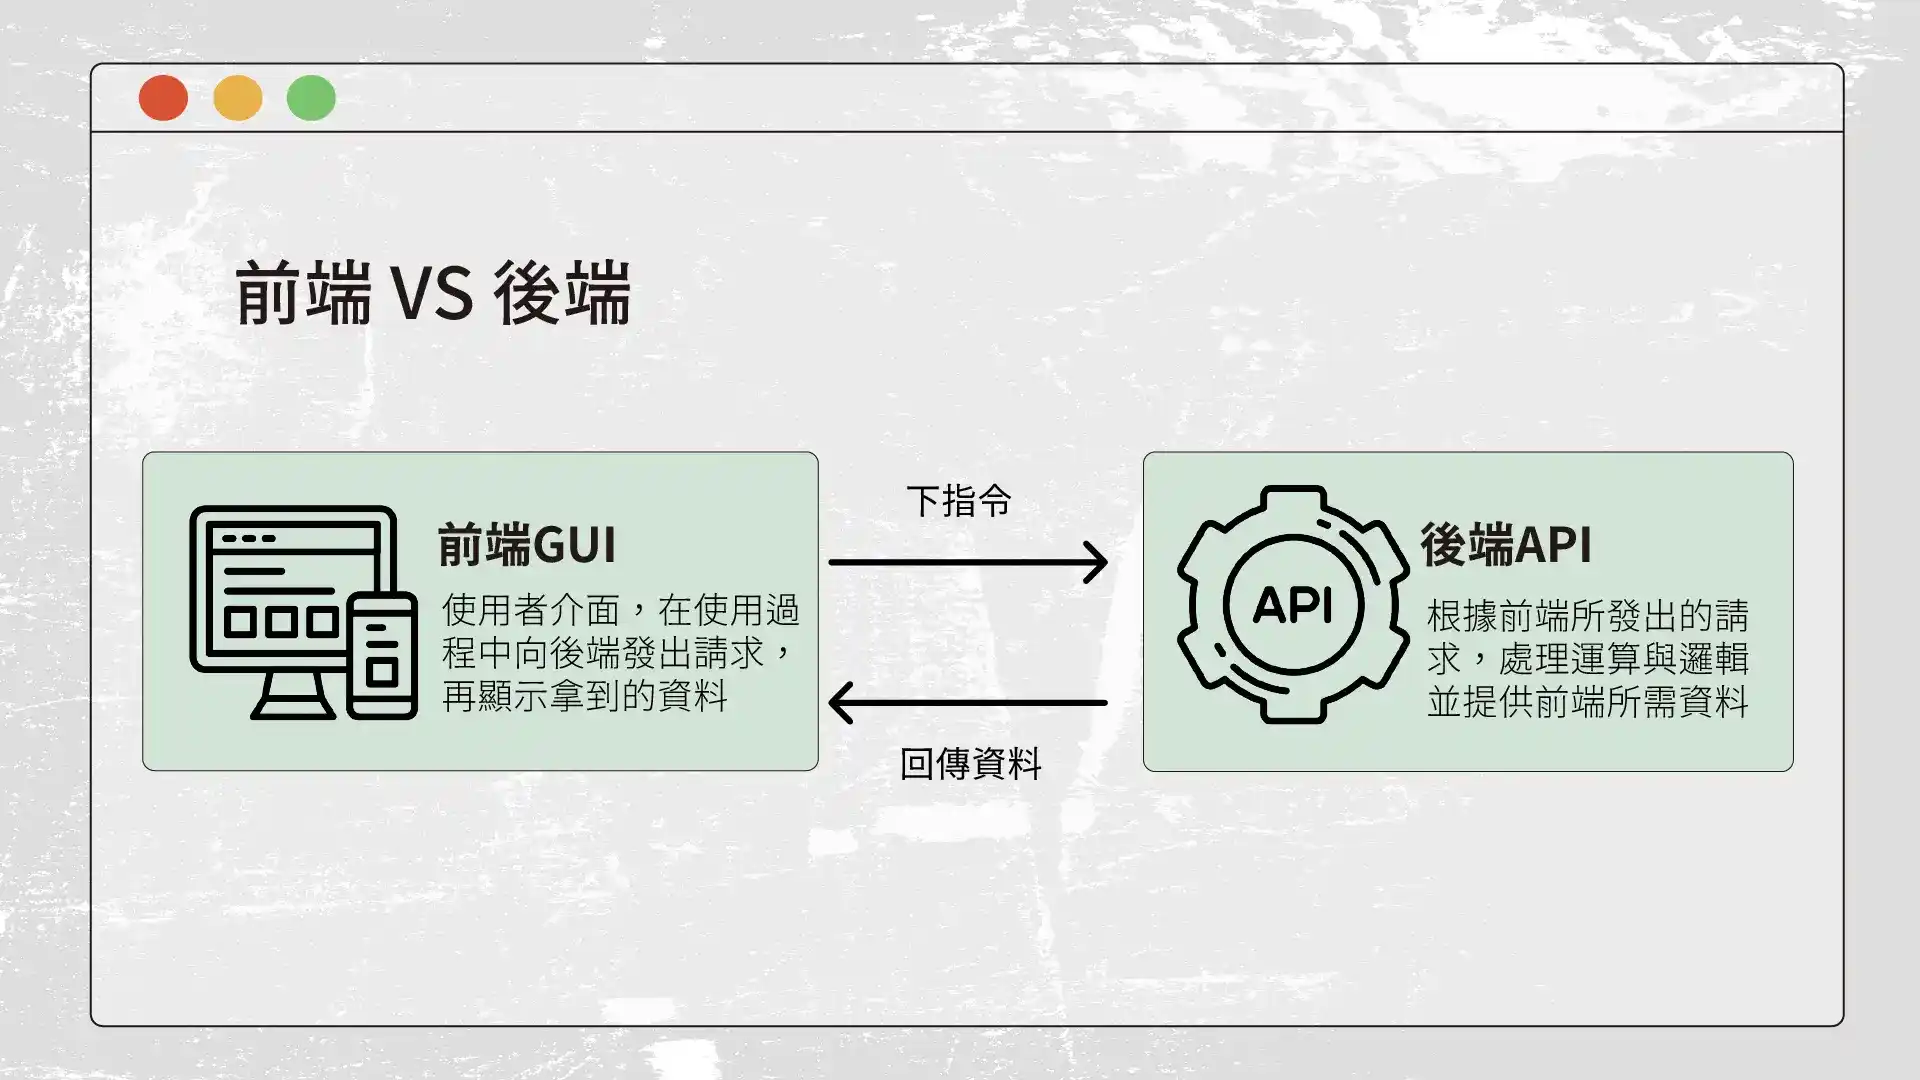 前端 VS 後端
前端GUI
使用者介面，在使用過
程中向後端發出請求，
再顯示拿到的資料
下指令
回傳資料
API
後端API
根據前端所發出的請
求，處理運算與邏輯
並提供前端所需資料